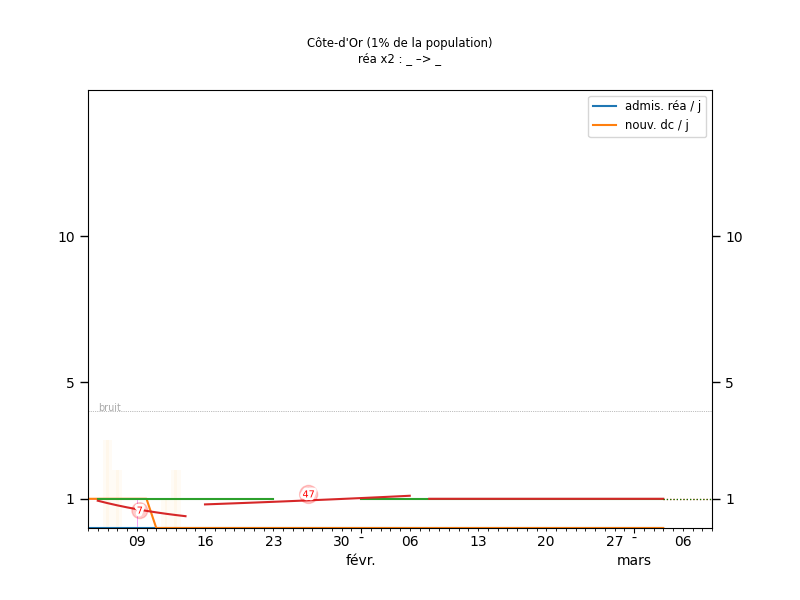 Côte-d'Or (1% de la population)
réa x2 : _ –> _
admis. réa / j
nouv. dc / j
10 10
5 5
bruit
47
1 1
7
09 16 23 30 - 06 13 20 27 - 06
févr. mars